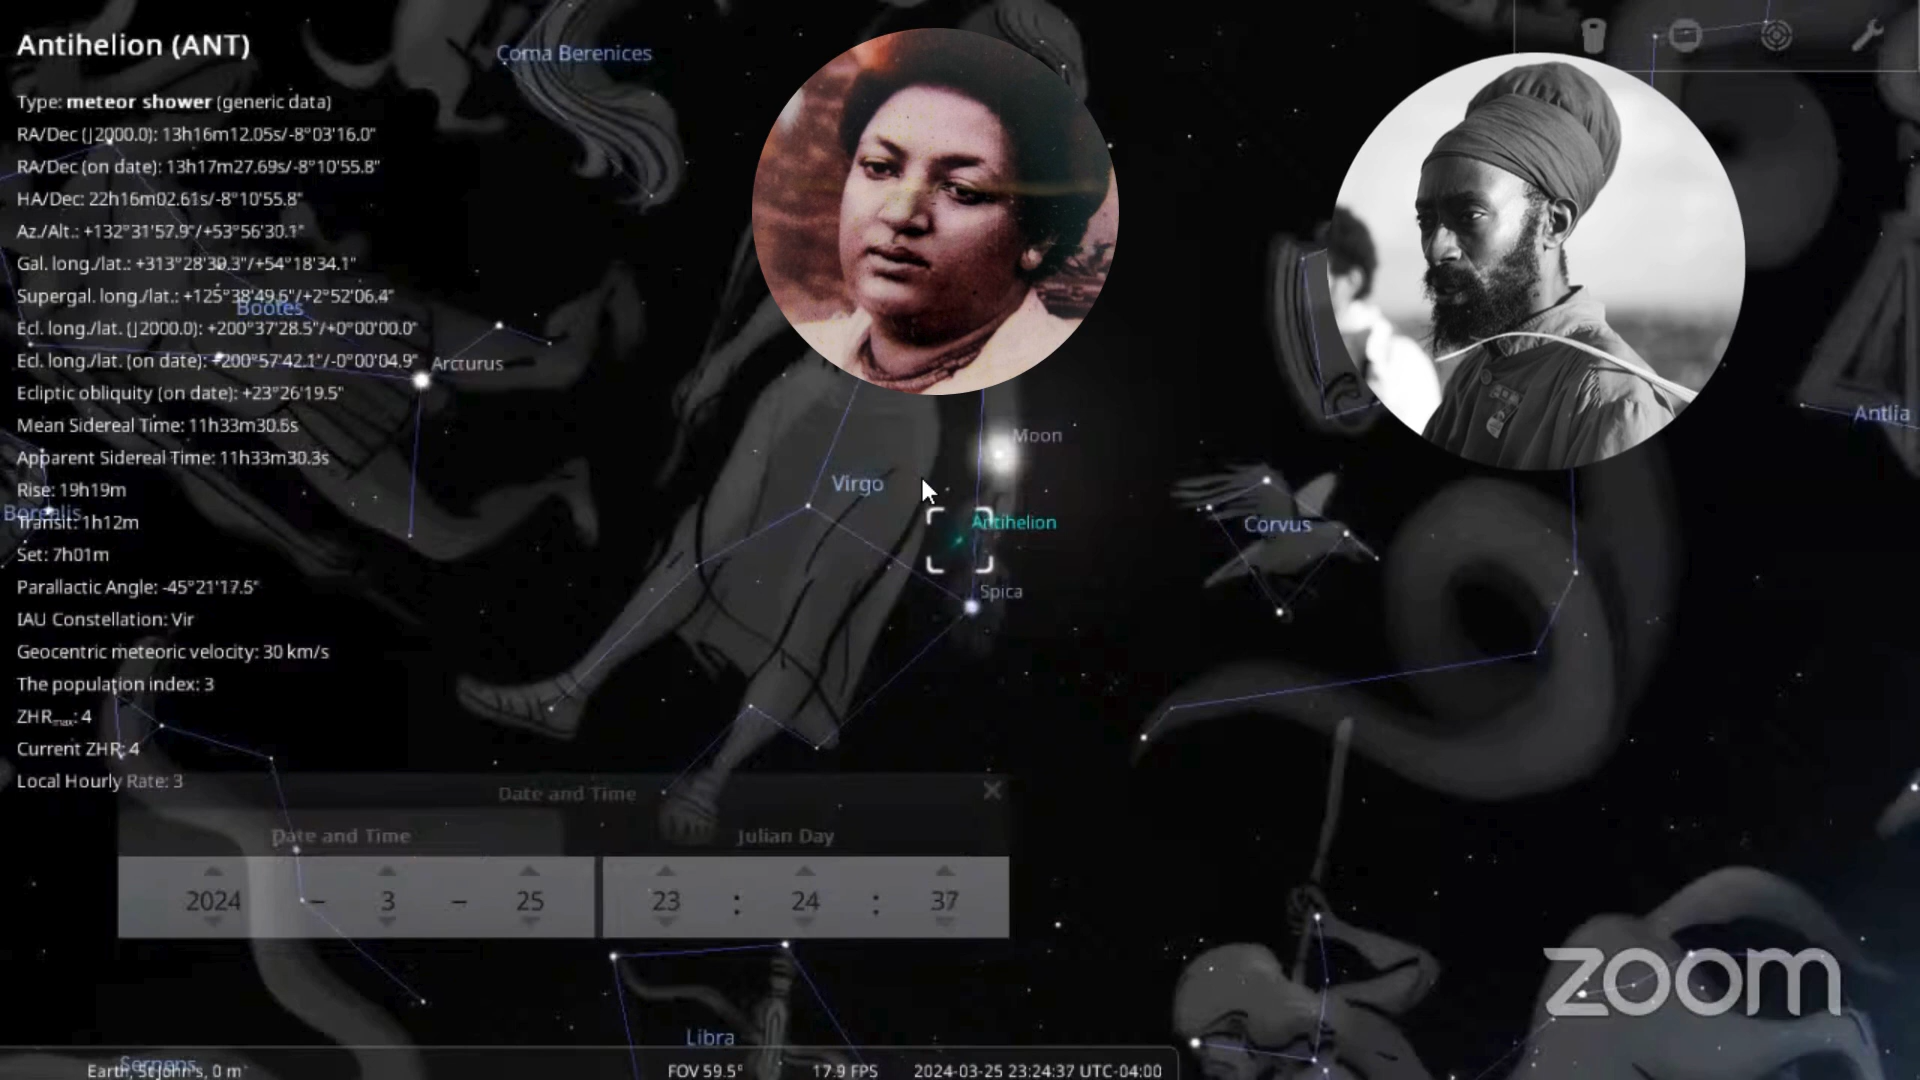 Antihelion (ANT)
Type: meteor shower (generic data)
RA/Dec (J2000.0): 13h16m12.05s/-8°03'16.0"
RA/Dec (on date): 13h17m27.69s/-8°10'55.8"
HA/Dec: 22h16m02.61s/-8°10'55.8"
Az./Alt.: +132°31'57.9"/+53°56'30.1"
Gal. long./lat.: +313°28'39.3"/+54°18'34.1"
Supergal. long./lat.: +125°38'49.6"/+2°52'06.4"
Ecl. long./lat. (J2000.0): +200°37'28.5"/+0°00'00.0"
Ecl. long./lat. (on date): +200°57'42.1"/-0°00'04.9"
Ecliptic obliquity (on date): +23°26'19.5"
Mean Sidereal Time: 11h33m30.5s
Apparent Sidereal Time: 11h33m30.3s
Rise: 19h19m
Transit: 1h12m
Set: 7h01m
Parallactic Angle: -45°21'17.5"
IAU Constellation: Vir
Geocentric meteoric velocity: 30 km/s
The population index: 3
ZHRmax: 4
Current ZHR: 4
Local Hourly Rate: 3
Coma Berenices
Bootes
Arcturus
Borealis
Moon
Virgo
Antihelion
Spica
Corvus
Antlia
Date and Time
Date and Time
Julian Day
2024 – 3 – 25 23 : 24 : 37
Libra
Serpens
zoom
Earth, St John's, 0 m
FOV 59.5°
17.9 FPS
2024-03-25 23:24:37 UTC-04:00